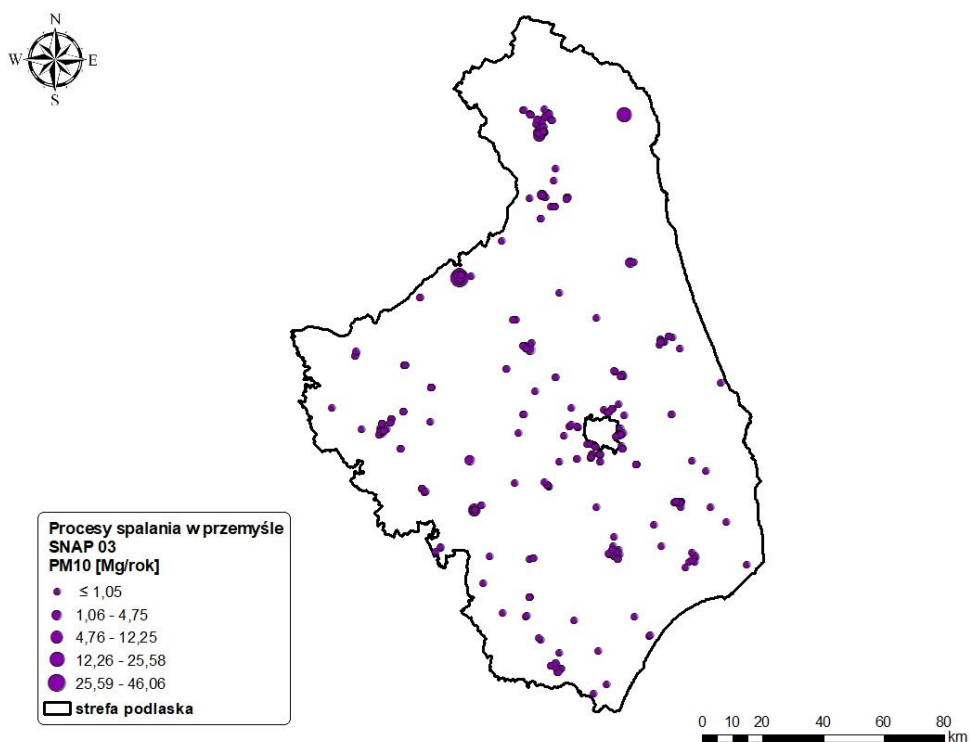 N
W E
S
Procesy spalania w przemyśle
SNAP 03
PM10 [Mg/rok]
≤ 1,05
1,06 - 4,75
4,76 - 12,25
12,26 - 25,58
25,59 - 46,06
strefa podlaska
0 10 20 40 60 80
km